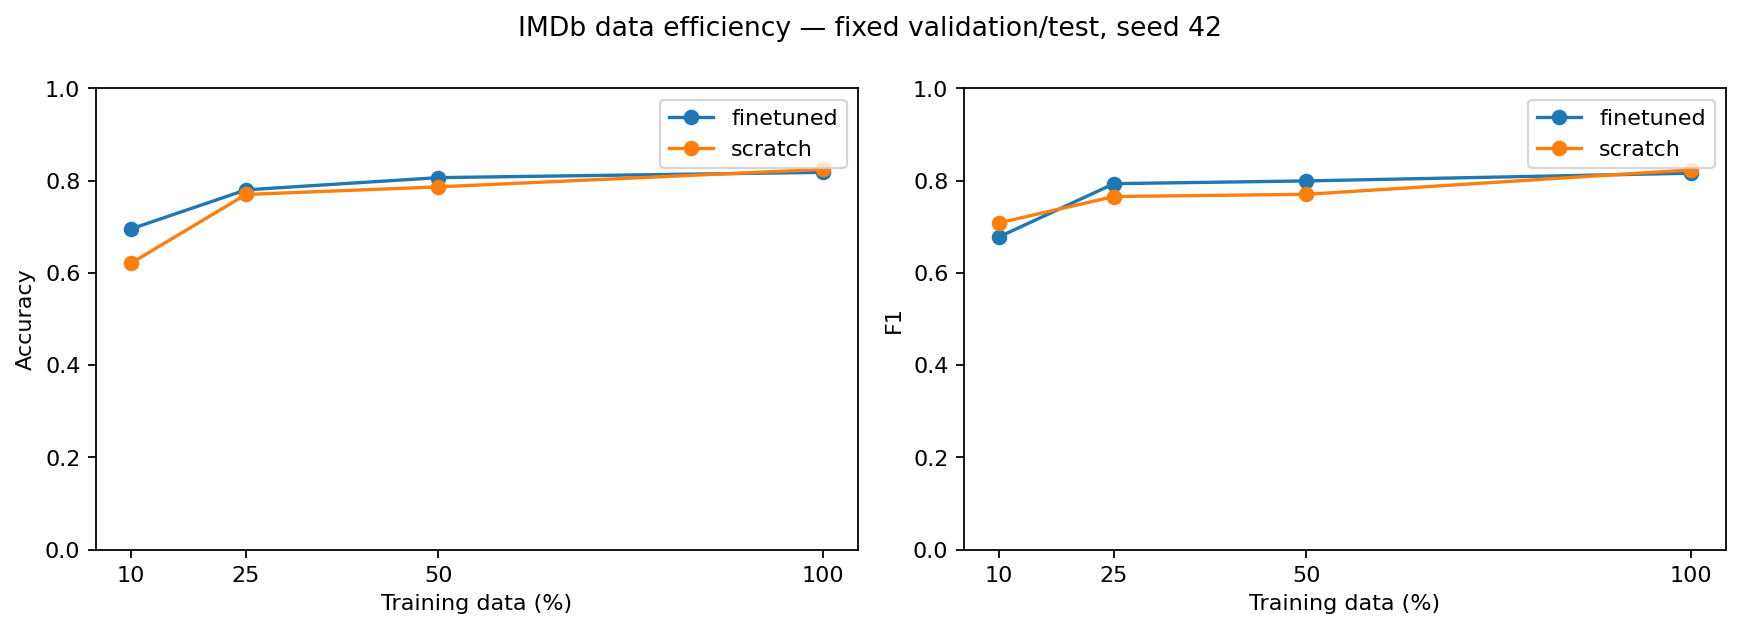 IMDb data efficiency — fixed validation/test, seed 42
1.0
0.8
0.6
0.4
0.2
0.0
Accuracy
finetuned
scratch
10 25 50 100
Training data (%)
1.0
0.8
0.6
0.4
0.2
0.0
F1
finetuned
scratch
10 25 50 100
Training data (%)